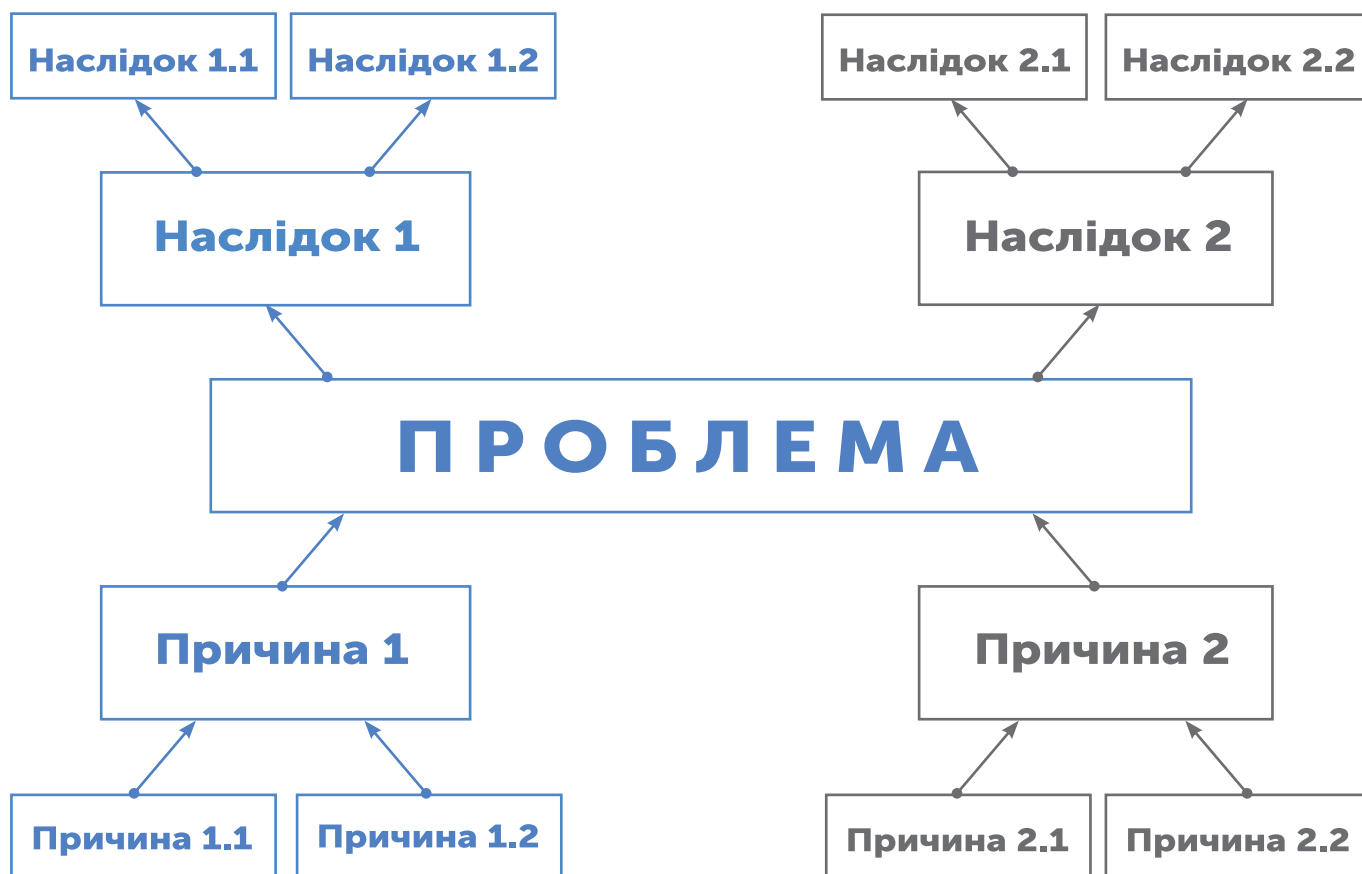 Наслідок 1.1
Наслідок 1.2
Наслідок 2.1
Наслідок 2.2
Наслідок 1
Наслідок 2
ПРОБЛЕМА
Причина 1
Причина 2
Причина 1.1
Причина 1.2
Причина 2.1
Причина 2.2